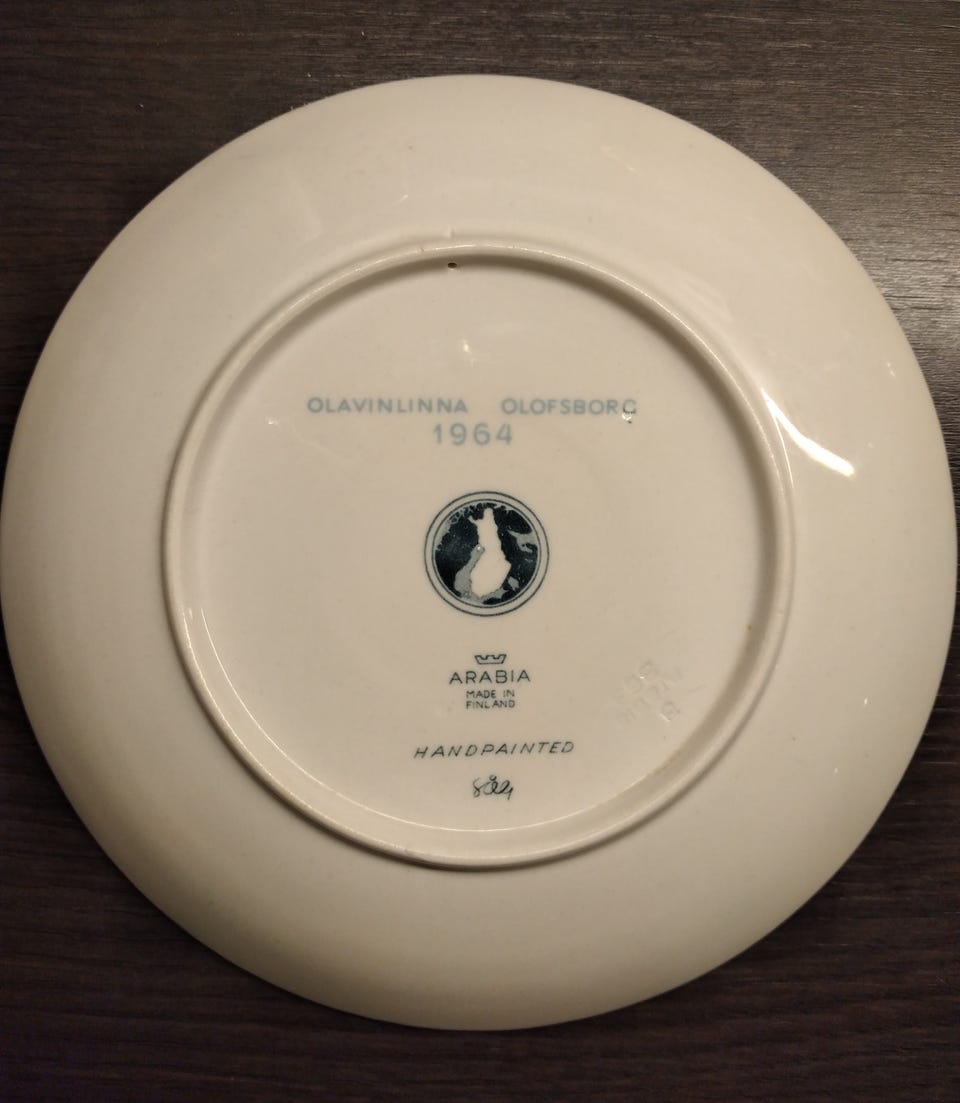 OLAVINLINNA OLOFSBORG
1964
ARABIA
MADE IN
FINLAND
HANDPAINTED